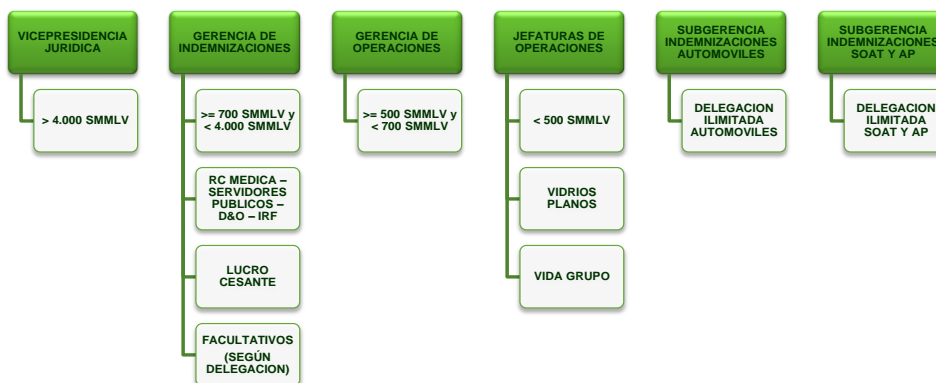 VICEPRESIDENCIA
JURIDICA
> 4.000 SMMLV
GERENCIA DE
INDEMNIZACIONES
>= 700 SMMLV y
< 4.000 SMMLV
RC MEDICA –
SERVIDORES
PUBLICOS –
D&O – IRF
LUCRO
CESANTE
FACULTATIVOS
(SEGÚN
DELEGACION)
GERENCIA DE
OPERACIONES
>= 500 SMMLV y
< 700 SMMLV
JEFATURAS DE
OPERACIONES
< 500 SMMLV
VIDRIOS
PLANOS
VIDA GRUPO
SUBGERENCIA
INDEMNIZACIONES
AUTOMOVILES
DELEGACION
ILIMITADA
AUTOMOVILES
SUBGERENCIA
INDEMNIZACIONES
SOAT Y AP
DELEGACION
ILIMITADA
SOAT Y AP